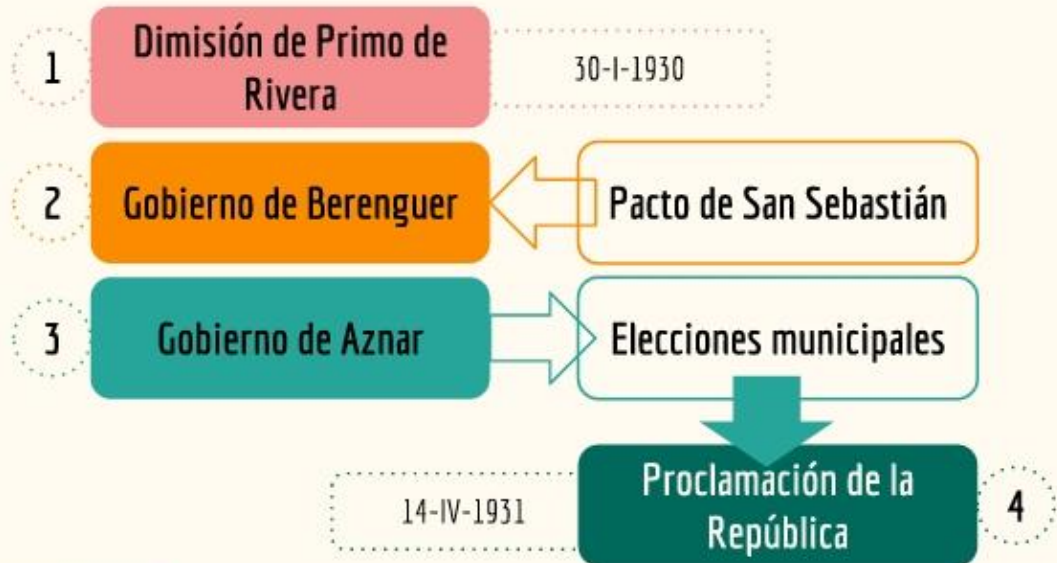 1
Dimisión de Primo de
Rivera
30-I-1930
2
Gobierno de Berenguer
Pacto de San Sebastián
3
Gobierno de Aznar
Elecciones municipales
14-IV-1931
Proclamación de la
República
4